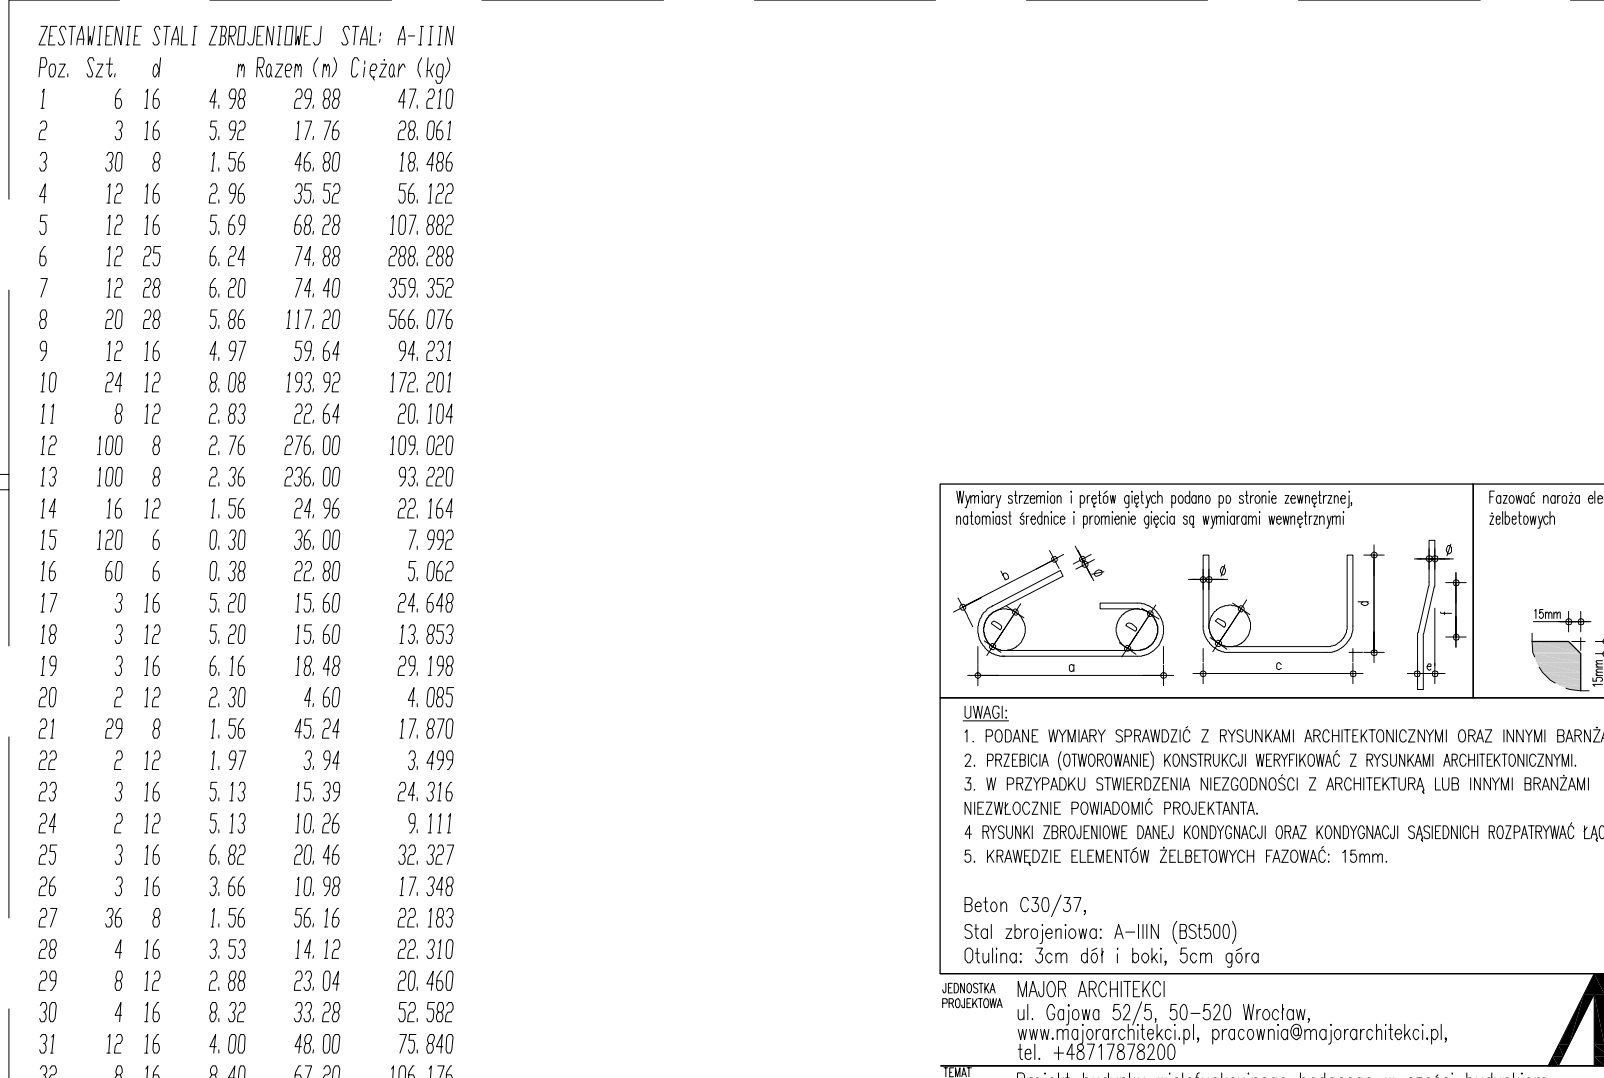 ZESTAWIENIE STALI ZBROJENIOWEJ STAL: A-IIIN
Poz. Szt. d m Razem (m) Ciężar (kg)
1 6 16 4.98 29.88 47.210
2 3 16 5.92 17.76 28.061
3 30 8 1.56 46.80 18.486
4 12 16 2.96 35.52 56.122
5 12 16 5.69 68.28 107.882
6 12 25 6.24 74.88 288.288
7 12 28 6.20 74.40 359.352
8 20 28 5.86 117.20 566.076
9 12 16 4.97 59.64 94.231
10 24 12 8.08 193.92 172.201
11 8 12 2.83 22.64 20.104
12 100 8 2.76 276.00 109.020
13 100 8 2.36 236.00 93.220
14 16 12 1.56 24.96 22.164
15 120 6 0.30 36.00 7.992
16 60 6 0.38 22.80 5.062
17 3 16 5.20 15.60 24.648
18 3 12 5.20 15.60 13.853
19 3 16 6.16 18.48 29.198
20 2 12 2.30 4.60 4.085
21 29 8 1.56 45.24 17.870
22 2 12 1.97 3.94 3.499
23 3 16 5.13 15.39 24.316
24 2 12 5.13 10.26 9.111
25 3 16 6.82 20.46 32.327
26 3 16 3.66 10.98 17.348
27 36 8 1.56 56.16 22.183
28 4 16 3.53 14.12 22.310
29 8 12 2.88 23.04 20.460
30 4 16 8.32 33.28 52.582
31 12 16 4.00 48.00 75.840
32 8 16 8.40 67.20 106.176
Wymiary strzemion i prętów giętych podano po stronie zewnętrznej,
natomiast średnice i promienie gięcia są wymiarami wewnętrznymi
b ø D D a
ø D c d
ø f e
Fazować naroża ele
żelbetowych
15mm
15mm
UWAGI:
1. PODANE WYMIARY SPRAWDZIĆ Z RYSUNKAMI ARCHITEKTONICZNYMI ORAZ INNYMI BARNŻA
2. PRZEBICIA (OTWOROWANIE) KONSTRUKCJI WERYFIKOWAĆ Z RYSUNKAMI ARCHITEKTONICZNYMI.
3. W PRZYPADKU STWIERDZENIA NIEZGODNOŚCI Z ARCHITEKTURĄ LUB INNYMI BRANŻAMI
NIEZWŁOCZNIE POWIADOMIĆ PROJEKTANTA.
4 RYSUNKI ZBROJENIOWE DANEJ KONDYGNACJI ORAZ KONDYGNACJI SĄSIEDNICH ROZPATRYWAĆ ŁĄC
5. KRAWĘDZIE ELEMENTÓW ŻELBETOWYCH FAZOWAĆ: 15mm.
Beton C30/37,
Stal zbrojeniowa: A-IIIN (BSt500)
Otulina: 3cm dół i boki, 5cm góra
JEDNOSTKA
PROJEKTOWA
MAJOR ARCHITEKCI
ul. Gajowa 52/5, 50-520 Wrocław,
www.majorarchitekci.pl, pracownia@majorarchitekci.pl,
tel. +48717878200
TEMAT